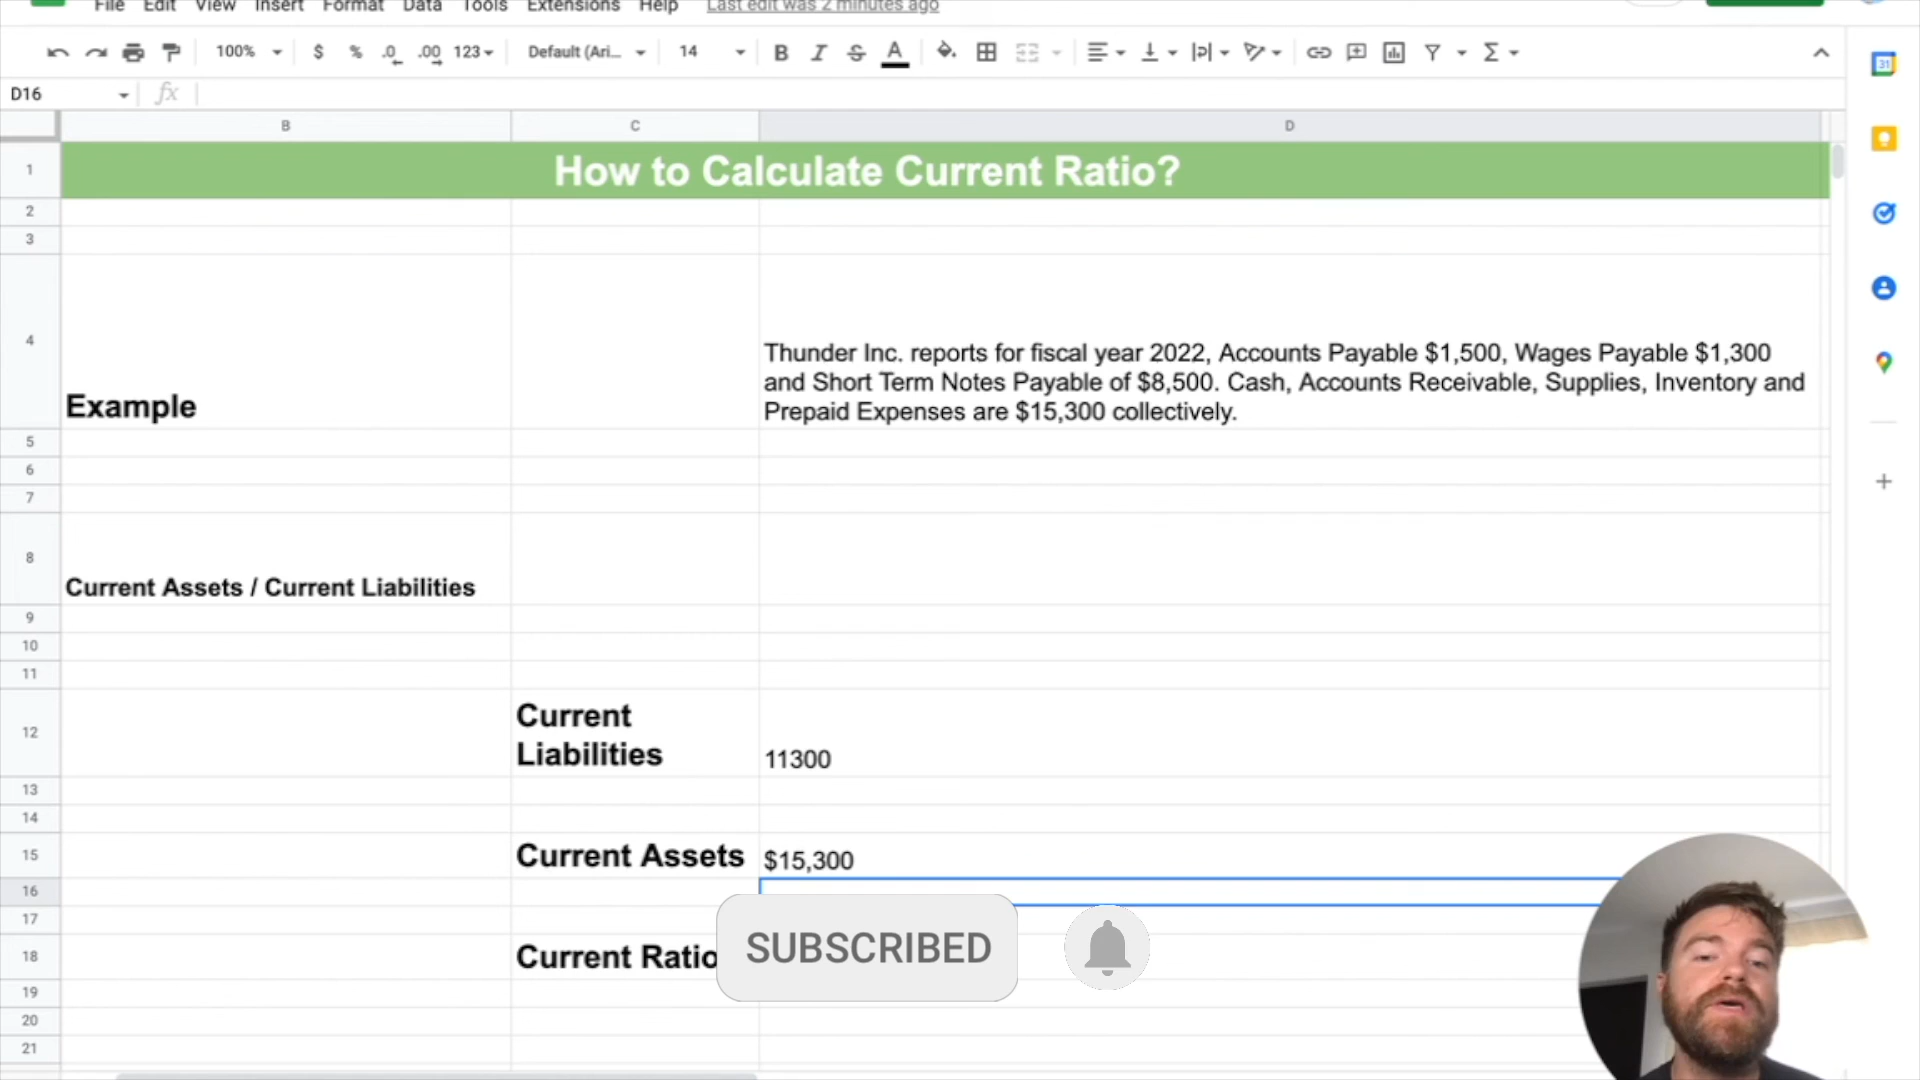 File Edit View Insert Format Data Tools Extensions Help Last edit was 2 minutes ago
100% $ % .0 .00 123 Default (Ari... 14 B I S A
31
D16 fx
B C D
1 How to Calculate Current Ratio?
2
3
4
Thunder Inc. reports for fiscal year 2022, Accounts Payable $1,500, Wages Payable $1,300
and Short Term Notes Payable of $8,500. Cash, Accounts Receivable, Supplies, Inventory and
Prepaid Expenses are $15,300 collectively.
Example
5
6
7
8
Current Assets / Current Liabilities
9
10
11
12
Current
Liabilities
11300
13
14
15 Current Assets $15,300
16
17
18 Current Ratio
SUBSCRIBED
19
20
21